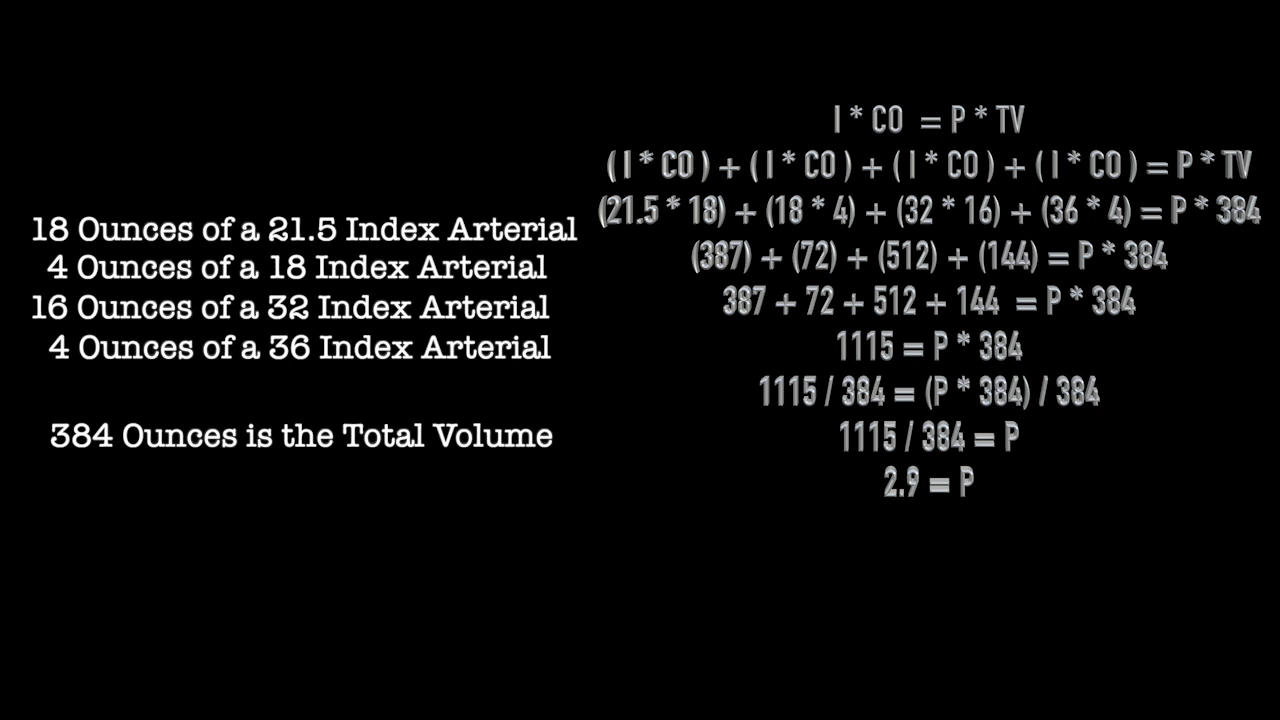 18 Ounces of a 21.5 Index Arterial
4 Ounces of a 18 Index Arterial
16 Ounces of a 32 Index Arterial
4 Ounces of a 36 Index Arterial
384 Ounces is the Total Volume
I * CO = P * TV
( I * CO ) + ( I * CO ) + ( I * CO ) + ( I * CO ) = P * TV
(21.5 * 18) + (18 * 4) + (32 * 16) + (36 * 4) = P * 384
(387) + (72) + (512) + (144) = P * 384
387 + 72 + 512 + 144 = P * 384
1115 = P * 384
1115 / 384 = (P * 384) / 384
1115 / 384 = P
2.9 = P